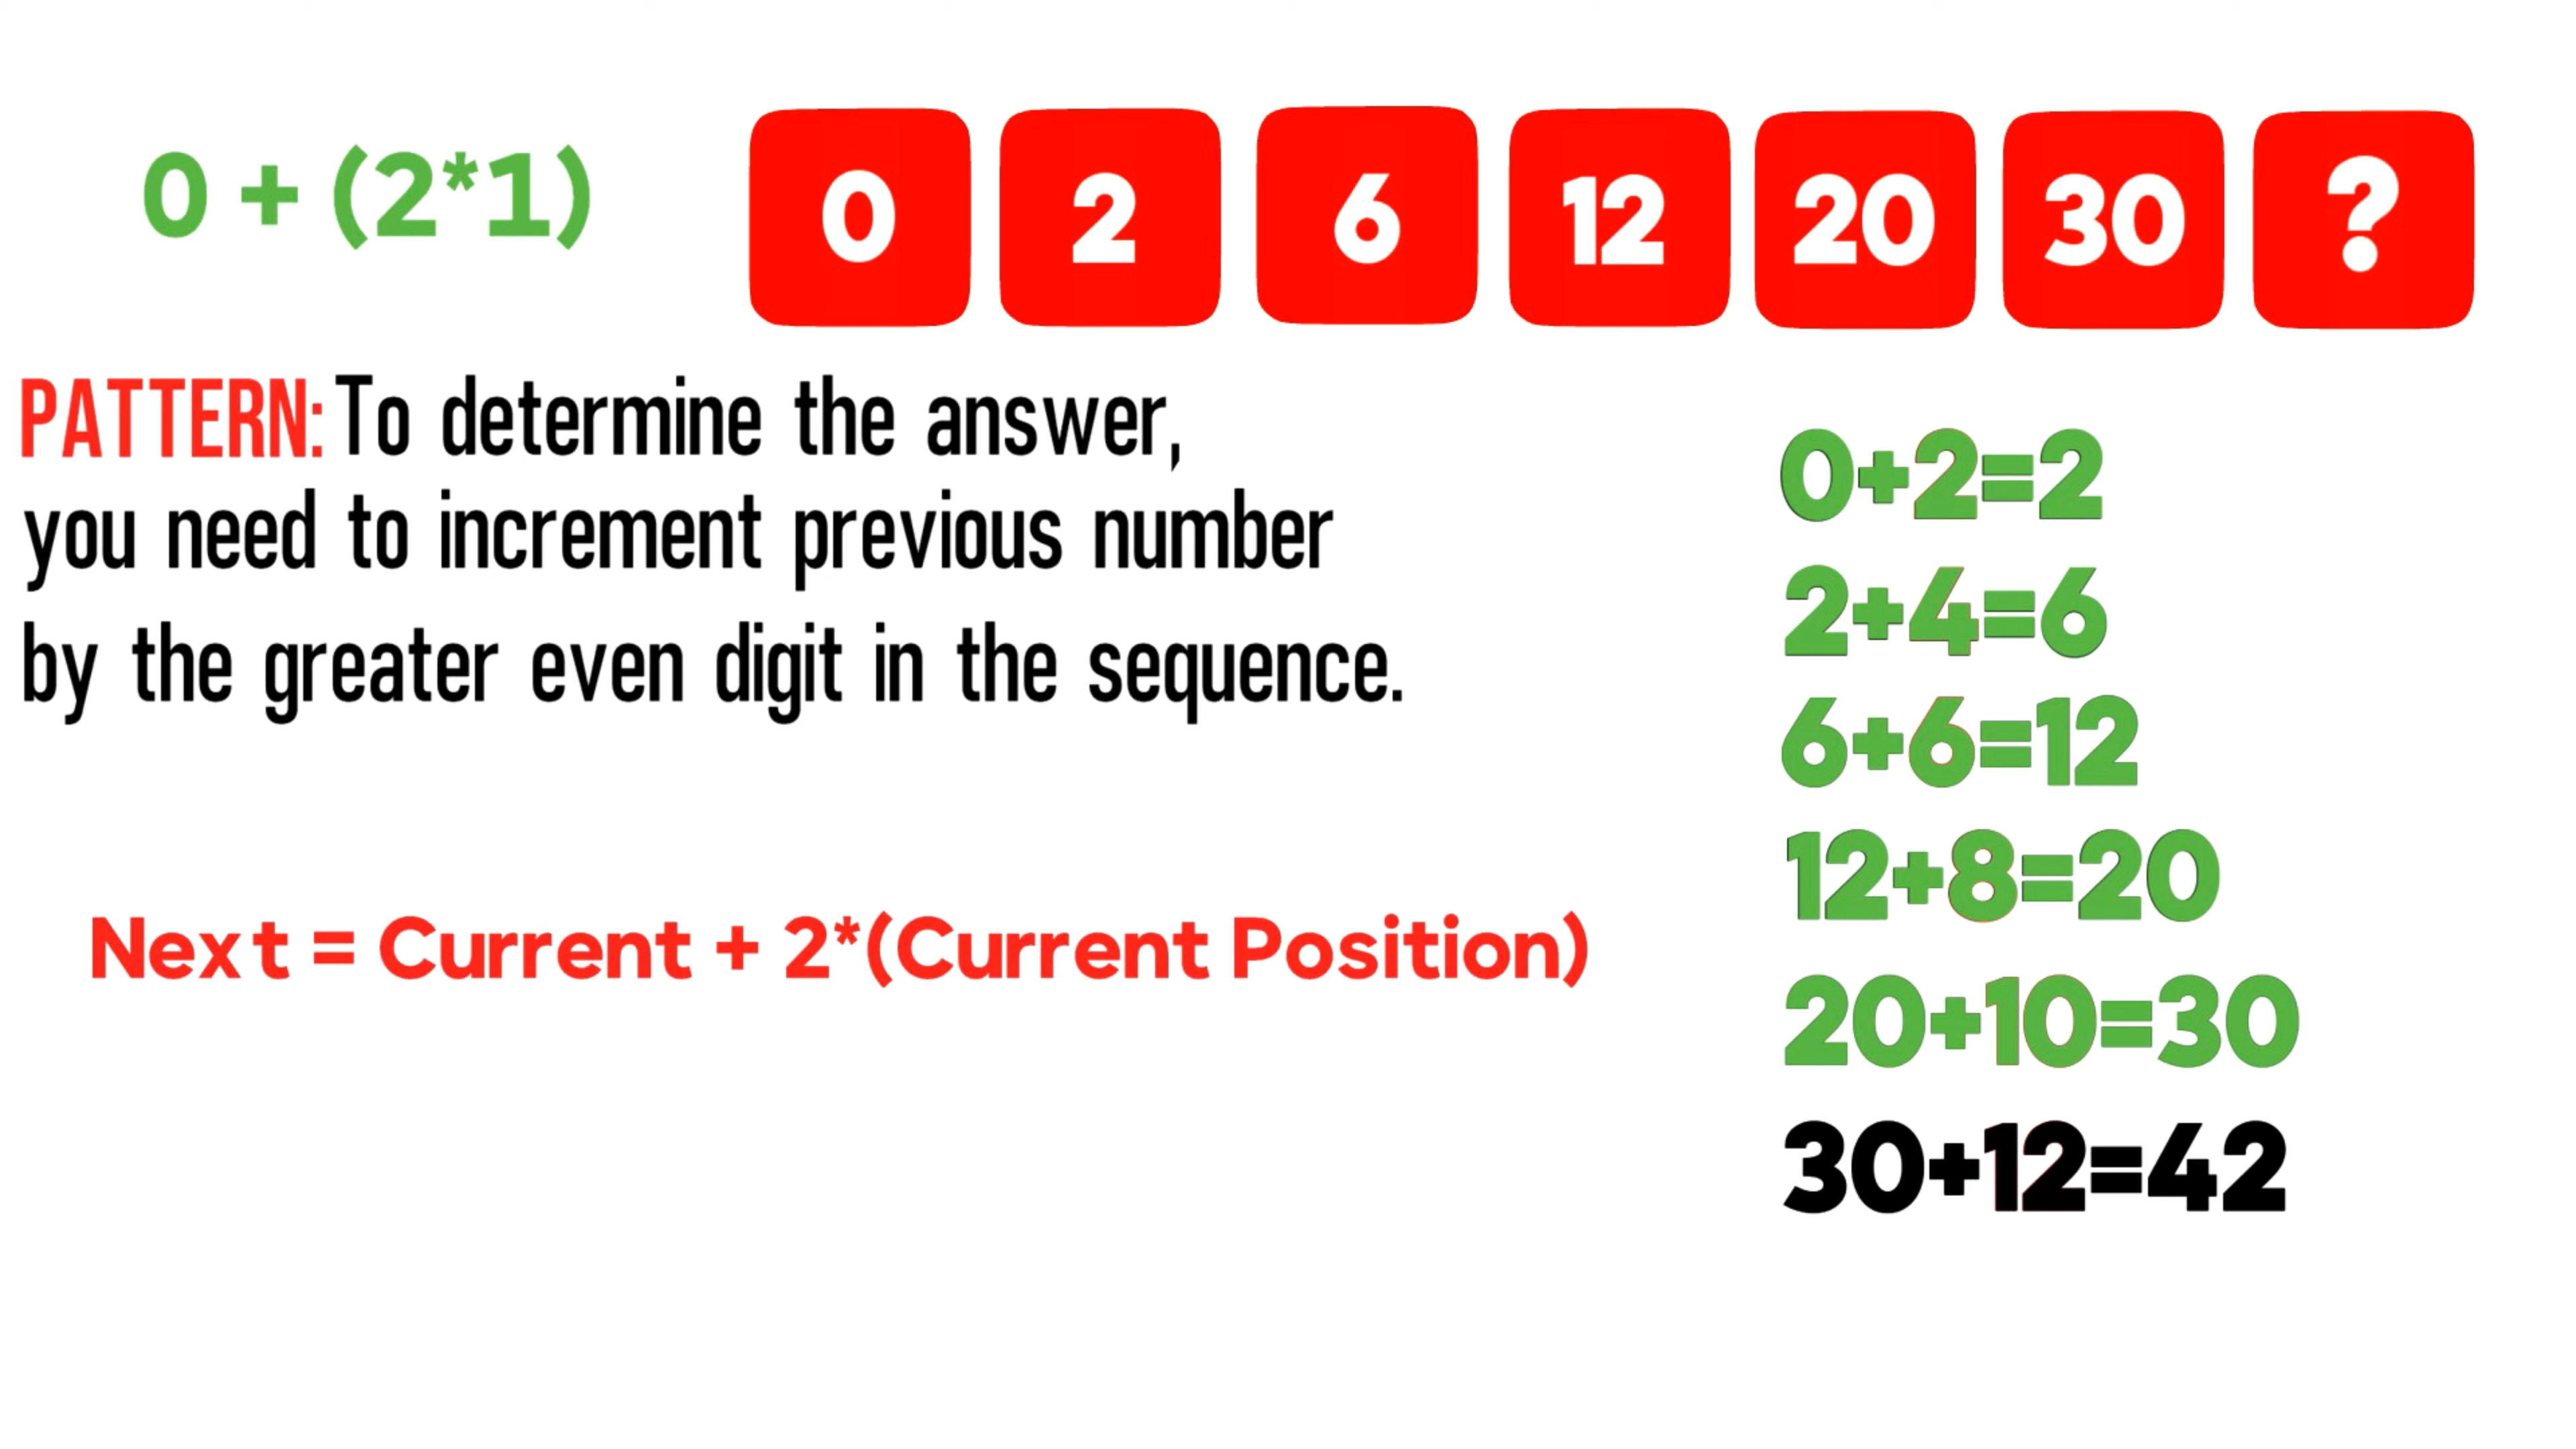 0 + (2*1)
0 2 6 12 20 30 ?
PATTERN: To determine the answer,
you need to increment previous number
by the greater even digit in the sequence.
Next = Current + 2*(Current Position)
0+2=2
2+4=6
6+6=12
12+8=20
20+10=30
30+12=42